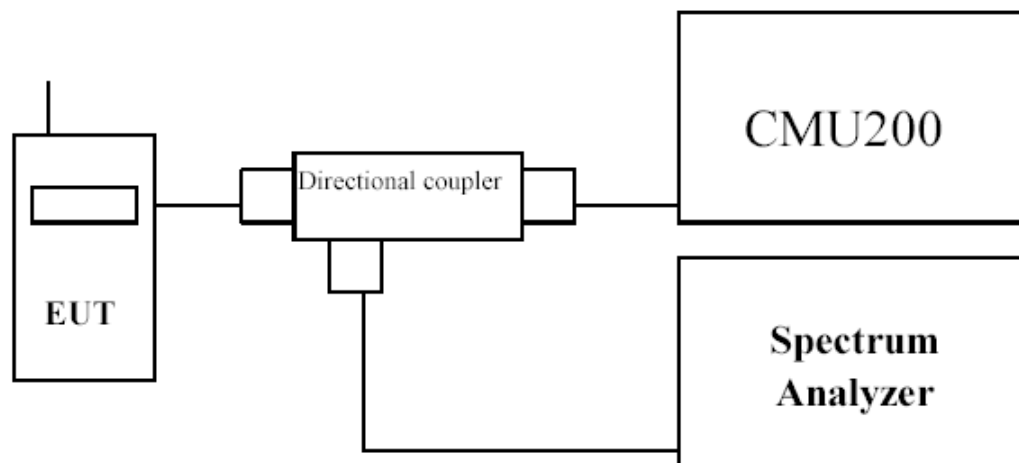 CMU200
Directional coupler
EUT
Spectrum
Analyzer